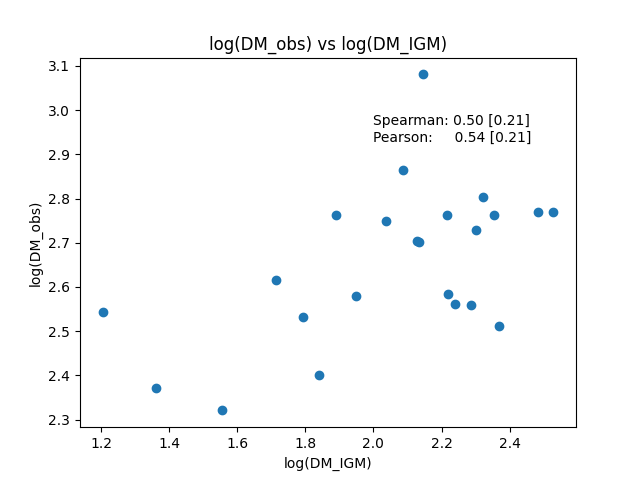 log(DM_obs) vs log(DM_IGM)
3.1
3.0
2.9
2.8
2.7
2.6
2.5
2.4
2.3
log(DM_obs)
Spearman: 0.50 [0.21]
Pearson: 0.54 [0.21]
1.2 1.4 1.6 1.8 2.0 2.2 2.4
log(DM_IGM)